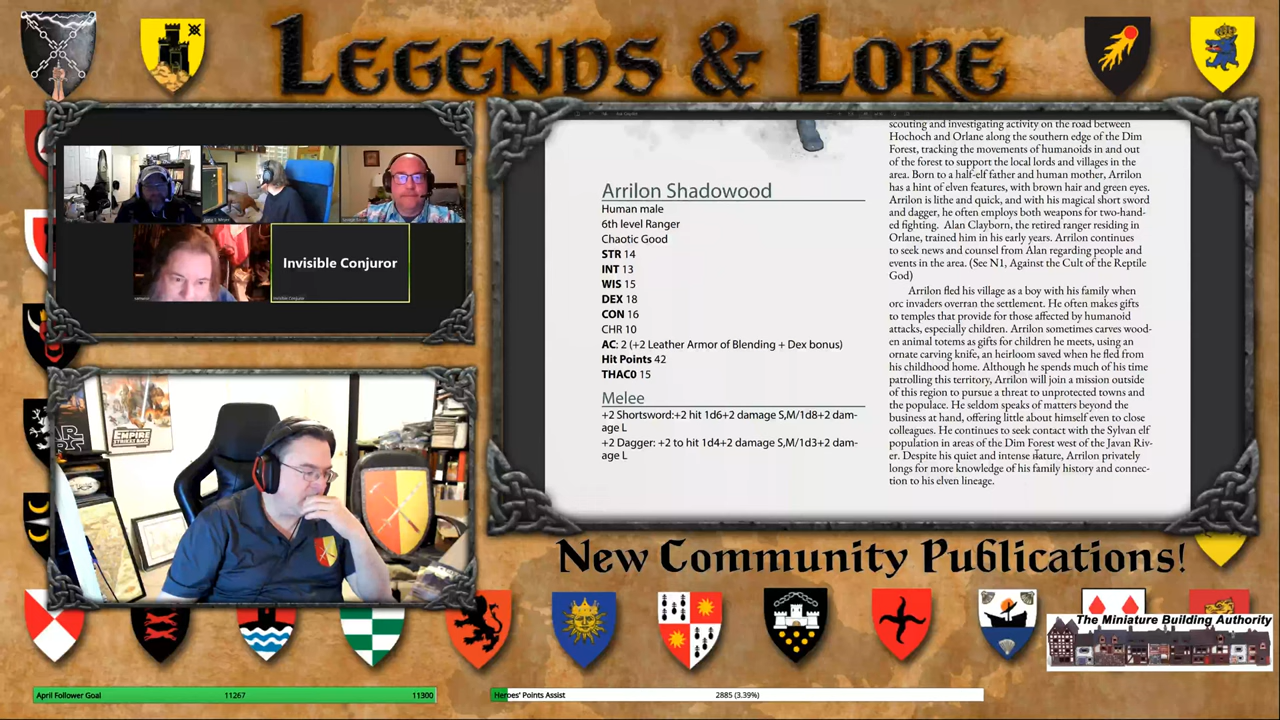 LEGENDS & LORE
Invisible Conjuror
Invisible Conjuror
EMPIRE
STRIKES
BACK
Arrilon Shadowood
Human male
6th level Ranger
Chaotic Good
STR 14
INT 13
WIS 15
DEX 18
CON 16
CHR 10
AC: 2 (+2 Leather Armor of Blending + Dex bonus)
Hit Points 42
THAC0 15
Melee
+2 Shortsword:+2 hit 1d6+2 damage S,M/1d8+2 dam-
age L
+2 Dagger: +2 to hit 1d4+2 damage S,M/1d3+2 dam-
age L
scouting and investigating activity on the road between
Hochoch and Orlane along the southern edge of the Dim
Forest, tracking the movements of humanoids in and out
of the forest to support the local lords and villages in the
area. Born to a half-elf father and human mother, Arrilon
has a hint of elven features, with brown hair and green eyes.
Arrilon is lithe and quick, and with his magical short sword
and dagger, he often employs both weapons for two-hand-
ed fighting. Alan Clayborn, the retired ranger residing in
Orlane, trained him in his early years. Arrilon continues
to seek news and counsel from Alan regarding people and
events in the area. (See N1, Against the Cult of the Reptile
God)
Arrilon fled his village as a boy with his family when
orc invaders overran the settlement. He often makes gifts
to temples that provide for those affected by humanoid
attacks, especially children. Arrilon sometimes carves wood-
en animal totems as gifts for children he meets, using an
ornate carving knife, an heirloom saved when he fled from
his childhood home. Although he spends much of his time
patrolling this territory, Arrilon will join a mission outside
of this region to pursue a threat to unprotected towns and
the populace. He seldom speaks of matters beyond the
business at hand, offering little about himself even to close
colleagues. He continues to seek contact with the Sylvan elf
population in areas of the Dim Forest west of the Javan Riv-
er. Despite his quiet and intense nature, Arrilon privately
longs for more knowledge of his family history and connec-
tion to his elven lineage.
New Community Publications!
The Miniature Building Authority
April Follower Goal 11267 11300
Heroes' Points Assist 2885 (3.39%)